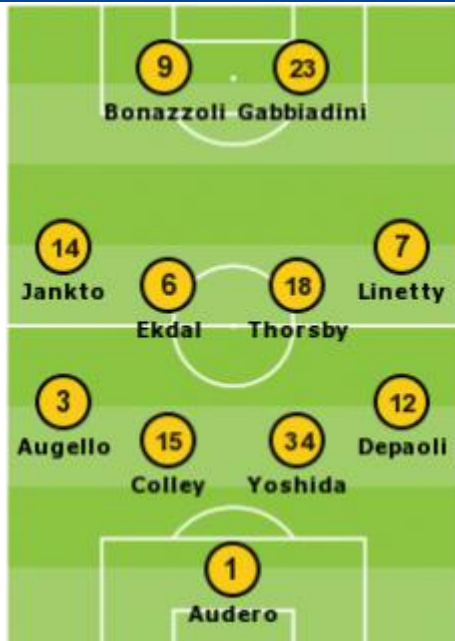 9 23
Bonazzoli Gabbiadini
14 7
Jankto Linetty
6 18
Ekdal Thorsby
3 12
Augello Depaoli
15 34
Colley Yoshida
1
Audero